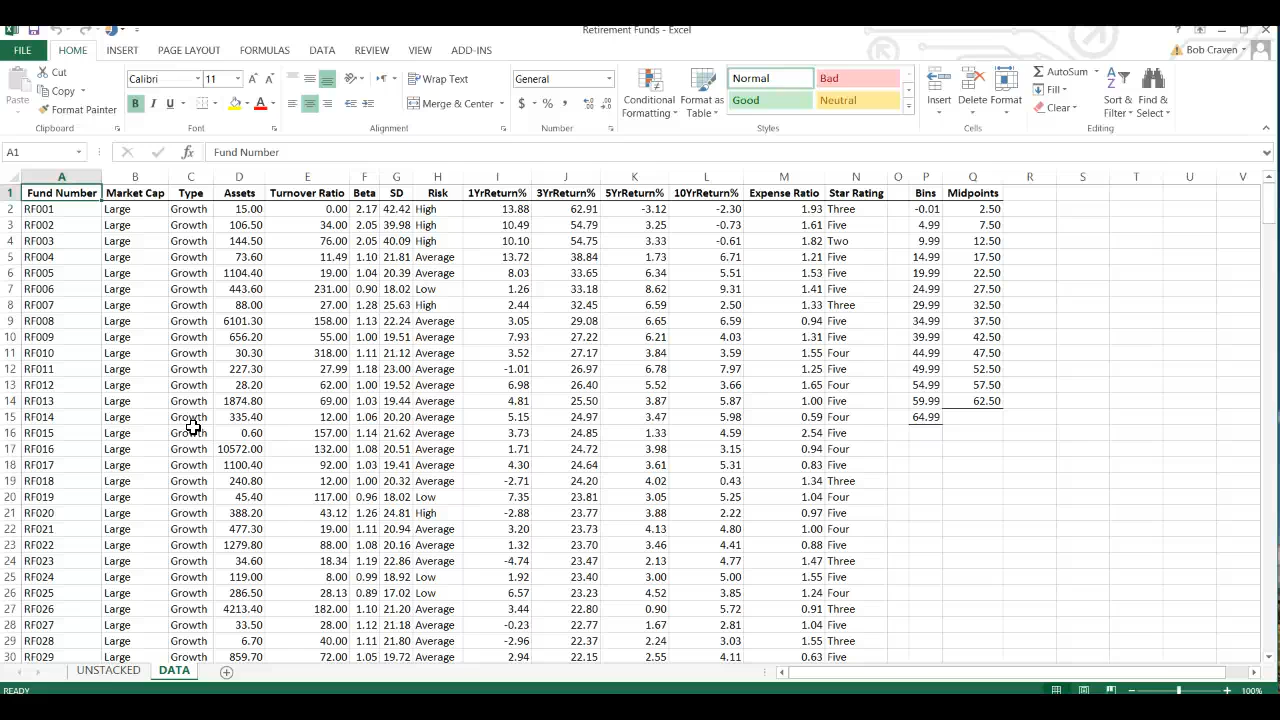 Retirement Funds - Excel
FILE HOME INSERT PAGE LAYOUT FORMULAS DATA REVIEW VIEW ADD-INS Bob Craven
Paste Cut Copy Format Painter
Clipboard
Calibri 11
B I U
Font
Wrap Text
Merge & Center
Alignment
General
$ % ,
Number
Conditional Formatting Format as Table
Normal Bad
Good Neutral
Styles
Insert Delete Format
Cells
AutoSum
Fill
Clear
Sort & Filter Find & Select
Editing
A1 fx Fund Number
A B C D E F G H I J K L M N O P Q R S T U V
1 Fund Number Market Cap Type Assets Turnover Ratio Beta SD Risk 1YrReturn% 3YrReturn% 5YrReturn% 10YrReturn% Expense Ratio Star Rating Bins Midpoints
2 RF001 Large Growth 15.00 0.00 2.17 42.42 High 13.88 62.91 -3.12 -2.30 1.93 Three -0.01 2.50
3 RF002 Large Growth 106.50 34.00 2.05 39.98 High 10.49 54.79 3.25 -0.73 1.61 Five 4.99 7.50
4 RF003 Large Growth 144.50 76.00 2.05 40.09 High 10.10 54.75 3.33 -0.61 1.82 Two 9.99 12.50
5 RF004 Large Growth 73.60 11.49 1.10 21.81 Average 13.72 38.84 1.73 6.71 1.21 Five 14.99 17.50
6 RF005 Large Growth 1104.40 19.00 1.04 20.39 Average 8.03 33.65 6.34 5.51 1.53 Five 19.99 22.50
7 RF006 Large Growth 443.60 231.00 0.90 18.02 Low 1.26 33.18 8.62 9.31 1.41 Five 24.99 27.50
8 RF007 Large Growth 88.00 27.00 1.28 25.63 High 2.44 32.45 6.59 2.50 1.33 Three 29.99 32.50
9 RF008 Large Growth 6101.30 158.00 1.13 22.24 Average 3.05 29.08 6.65 6.59 0.94 Five 34.99 37.50
10 RF009 Large Growth 656.20 55.00 1.00 19.51 Average 7.93 27.22 6.21 4.03 1.31 Five 39.99 42.50
11 RF010 Large Growth 30.30 318.00 1.11 21.12 Average 3.52 27.17 3.84 3.59 1.55 Four 44.99 47.50
12 RF011 Large Growth 227.30 27.99 1.18 23.00 Average -1.01 26.97 6.78 7.97 1.25 Five 49.99 52.50
13 RF012 Large Growth 28.20 62.00 1.00 19.52 Average 6.98 26.40 5.52 3.66 1.65 Four 54.99 57.50
14 RF013 Large Growth 1874.80 69.00 1.03 19.44 Average 4.81 25.50 3.87 5.87 1.00 Five 59.99 62.50
15 RF014 Large Growth 335.40 12.00 1.06 20.20 Average 5.15 24.97 3.47 5.98 0.59 Four 64.99
16 RF015 Large Growth 0.60 157.00 1.14 21.62 Average 3.73 24.85 1.33 4.59 2.54 Five
17 RF016 Large Growth 10572.00 132.00 1.08 20.51 Average 1.71 24.72 3.98 3.15 0.94 Four
18 RF017 Large Growth 1100.40 92.00 1.03 19.41 Average 4.30 24.64 3.61 5.31 0.83 Five
19 RF018 Large Growth 240.80 12.00 1.00 20.32 Average -2.71 24.20 4.02 0.43 1.34 Three
20 RF019 Large Growth 45.40 117.00 0.96 18.02 Low 7.35 23.81 3.05 5.25 1.04 Four
21 RF020 Large Growth 388.20 43.12 1.26 24.81 High -2.88 23.77 3.88 2.22 0.97 Five
22 RF021 Large Growth 477.30 19.00 1.11 20.94 Average 3.20 23.73 4.13 4.80 1.00 Four
23 RF022 Large Growth 1279.80 88.00 1.08 20.16 Average 1.32 23.70 3.46 4.41 0.88 Five
24 RF023 Large Growth 34.60 18.34 1.19 22.86 Average -4.74 23.47 2.13 4.77 1.47 Three
25 RF024 Large Growth 119.00 8.00 0.99 18.92 Low 1.92 23.40 3.00 5.00 1.55 Five
26 RF025 Large Growth 286.50 28.13 0.89 17.02 Low 6.57 23.23 4.52 3.85 1.24 Four
27 RF026 Large Growth 4213.40 182.00 1.10 21.20 Average 3.44 22.80 0.90 5.72 0.91 Three
28 RF027 Large Growth 33.50 28.00 1.12 21.18 Average -0.23 22.77 1.67 2.81 1.04 Five
29 RF028 Large Growth 6.70 40.00 1.11 21.80 Average -2.96 22.37 2.24 3.03 1.55 Three
30 RF029 Large Growth 859.70 72.00 1.05 19.72 Average 2.94 22.15 2.55 4.11 0.63 Five
UNSTACKED DATA
READY 100%